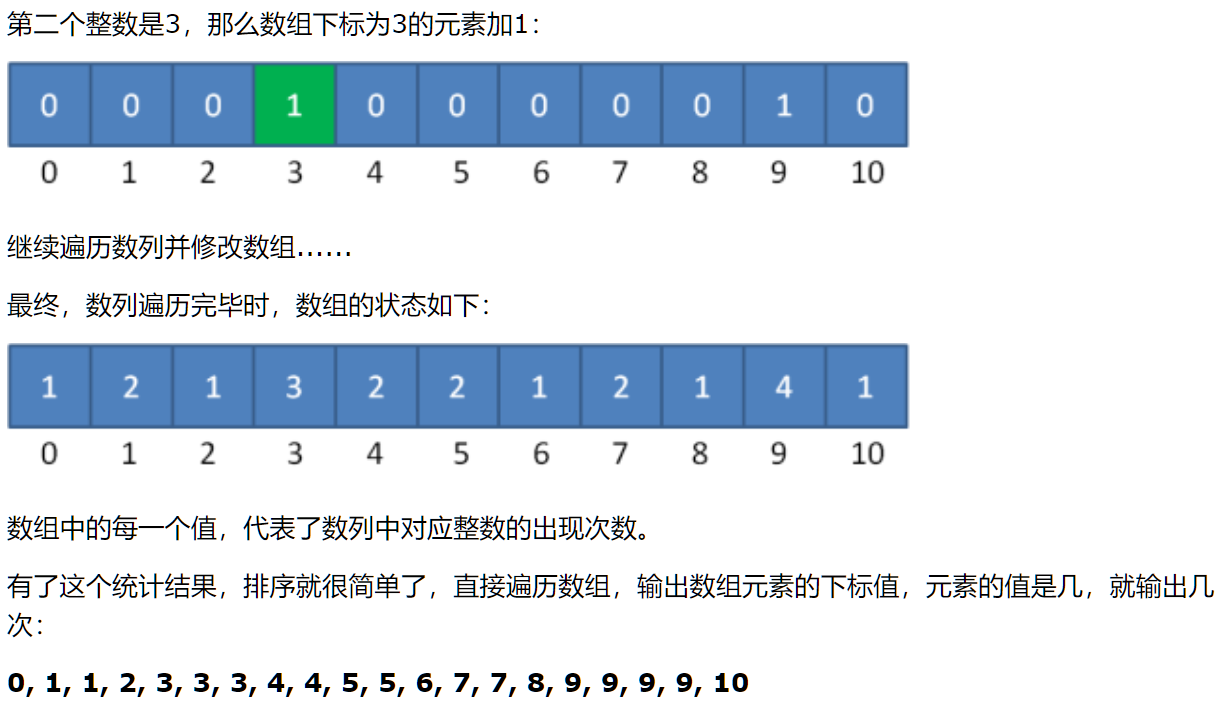 第二个整数是3，那么数组下标为3的元素加1：
0 0 0 1 0 0 0 0 0 1 0
0 1 2 3 4 5 6 7 8 9 10
继续遍历数列并修改数组……
最终，数列遍历完毕时，数组的状态如下：
1 2 1 3 2 2 1 2 1 4 1
0 1 2 3 4 5 6 7 8 9 10
数组中的每一个值，代表了数列中对应整数的出现次数。
有了这个统计结果，排序就很简单了，直接遍历数组，输出数组元素的下标值，元素的值是几，就输出几
次：
0, 1, 1, 2, 3, 3, 3, 4, 4, 5, 5, 6, 7, 7, 8, 9, 9, 9, 9, 10